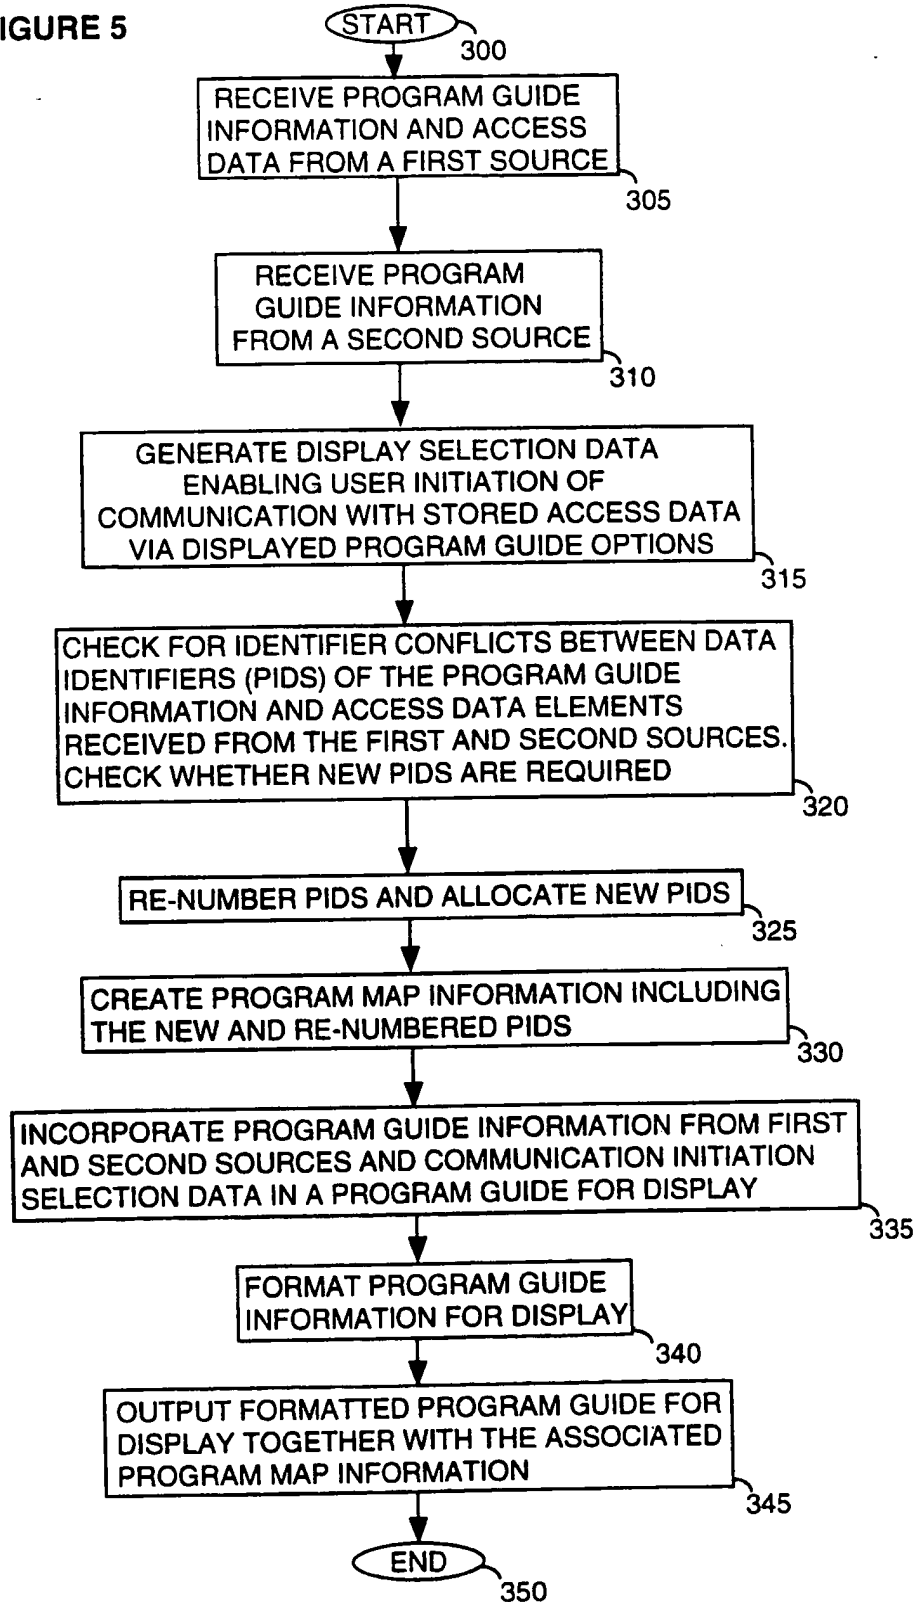 IGURE 5
START
300
RECEIVE PROGRAM GUIDE
INFORMATION AND ACCESS
DATA FROM A FIRST SOURCE
305
RECEIVE PROGRAM
GUIDE INFORMATION
FROM A SECOND SOURCE
310
GENERATE DISPLAY SELECTION DATA
ENABLING USER INITIATION OF
COMMUNICATION WITH STORED ACCESS DATA
VIA DISPLAYED PROGRAM GUIDE OPTIONS
315
CHECK FOR IDENTIFIER CONFLICTS BETWEEN DATA
IDENTIFIERS (PIDS) OF THE PROGRAM GUIDE
INFORMATION AND ACCESS DATA ELEMENTS
RECEIVED FROM THE FIRST AND SECOND SOURCES.
CHECK WHETHER NEW PIDS ARE REQUIRED
320
RE-NUMBER PIDS AND ALLOCATE NEW PIDS
325
CREATE PROGRAM MAP INFORMATION INCLUDING
THE NEW AND RE-NUMBERED PIDS
330
INCORPORATE PROGRAM GUIDE INFORMATION FROM FIRST
AND SECOND SOURCES AND COMMUNICATION INITIATION
SELECTION DATA IN A PROGRAM GUIDE FOR DISPLAY
335
FORMAT PROGRAM GUIDE
INFORMATION FOR DISPLAY
340
OUTPUT FORMATTED PROGRAM GUIDE FOR
DISPLAY TOGETHER WITH THE ASSOCIATED
PROGRAM MAP INFORMATION
345
END
350